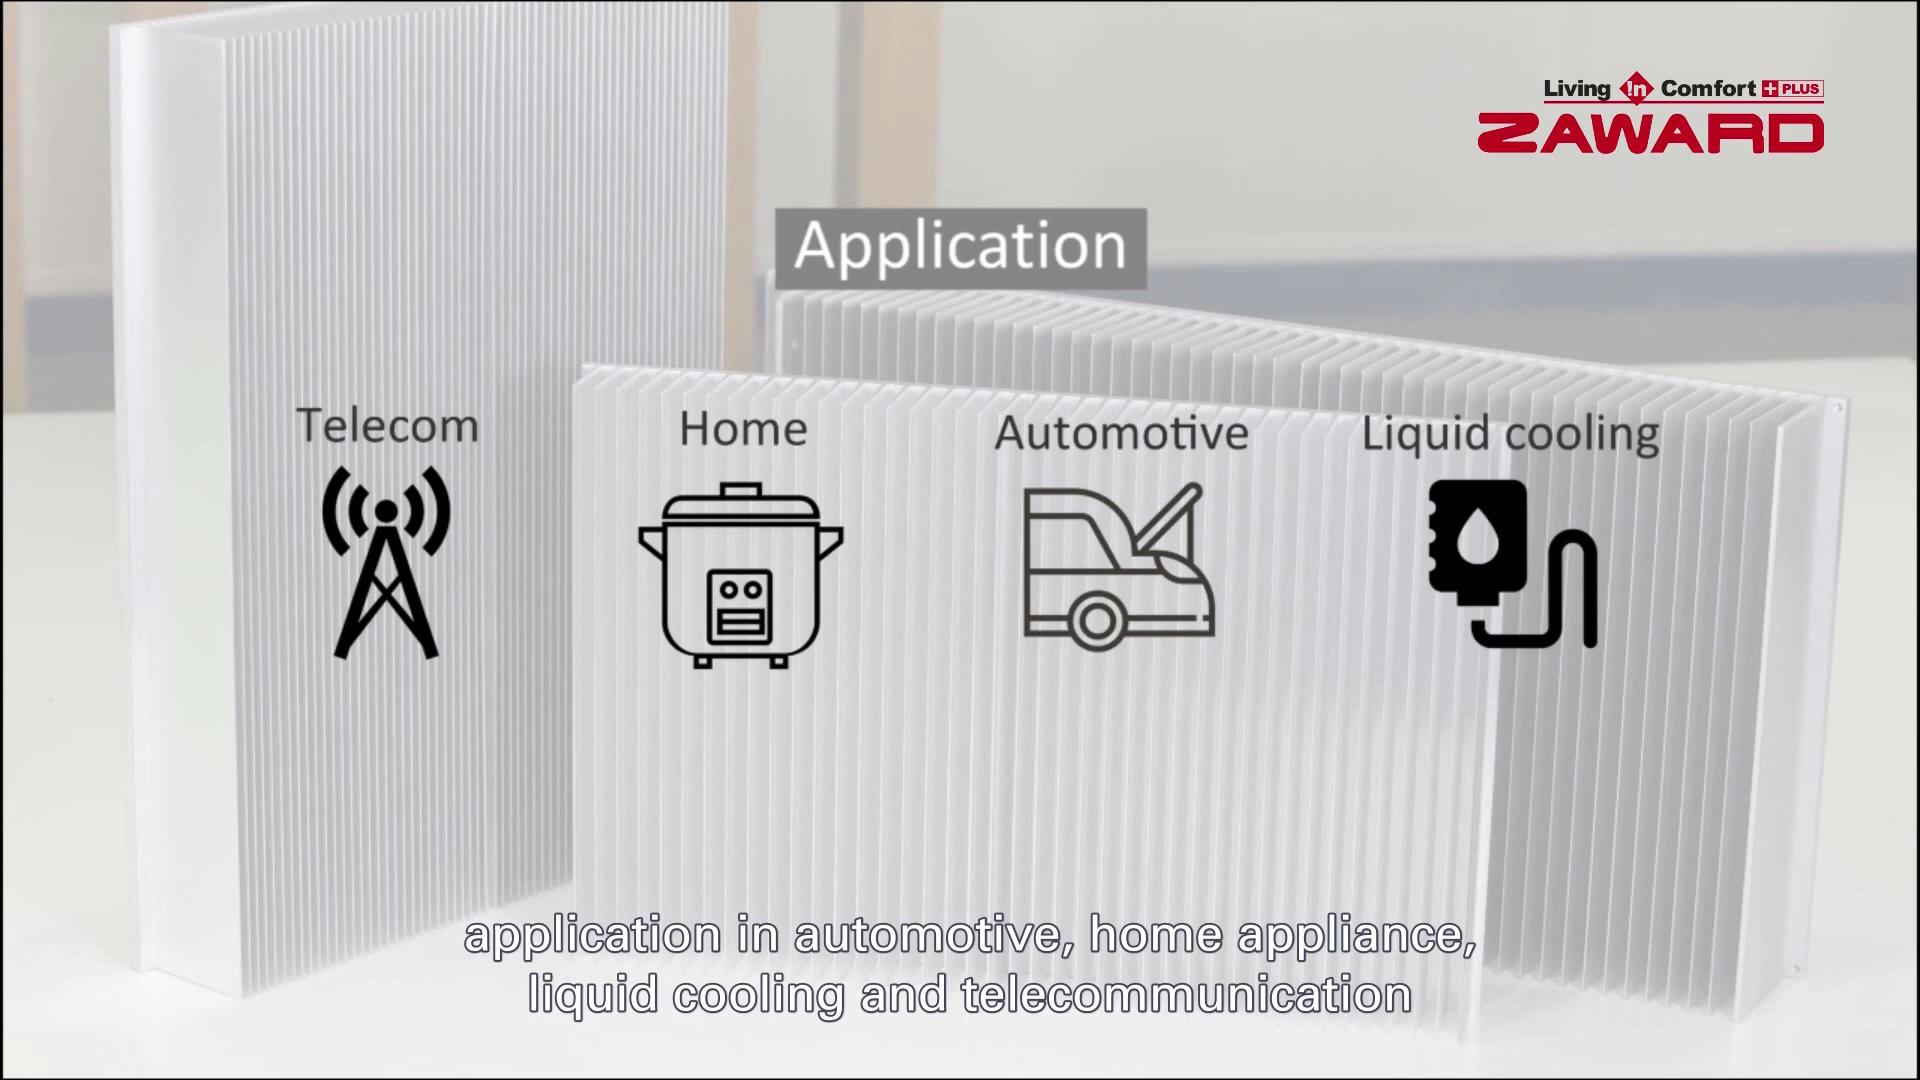 Living in Comfort + PLUS
ZAWARD
Application
Telecom
Home
Automotive
Liquid cooling
application in automotive, home appliance,
liquid cooling and telecommunication